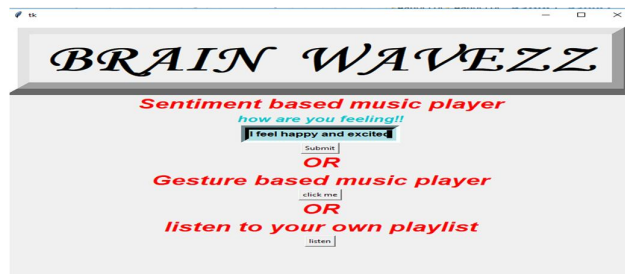 tk
BRAIN WAVEZZ
Sentiment based music player
how are you feeling!!
I feel happy and excited
Submit
OR
Gesture based music player
click me
OR
listen to your own playlist
listen